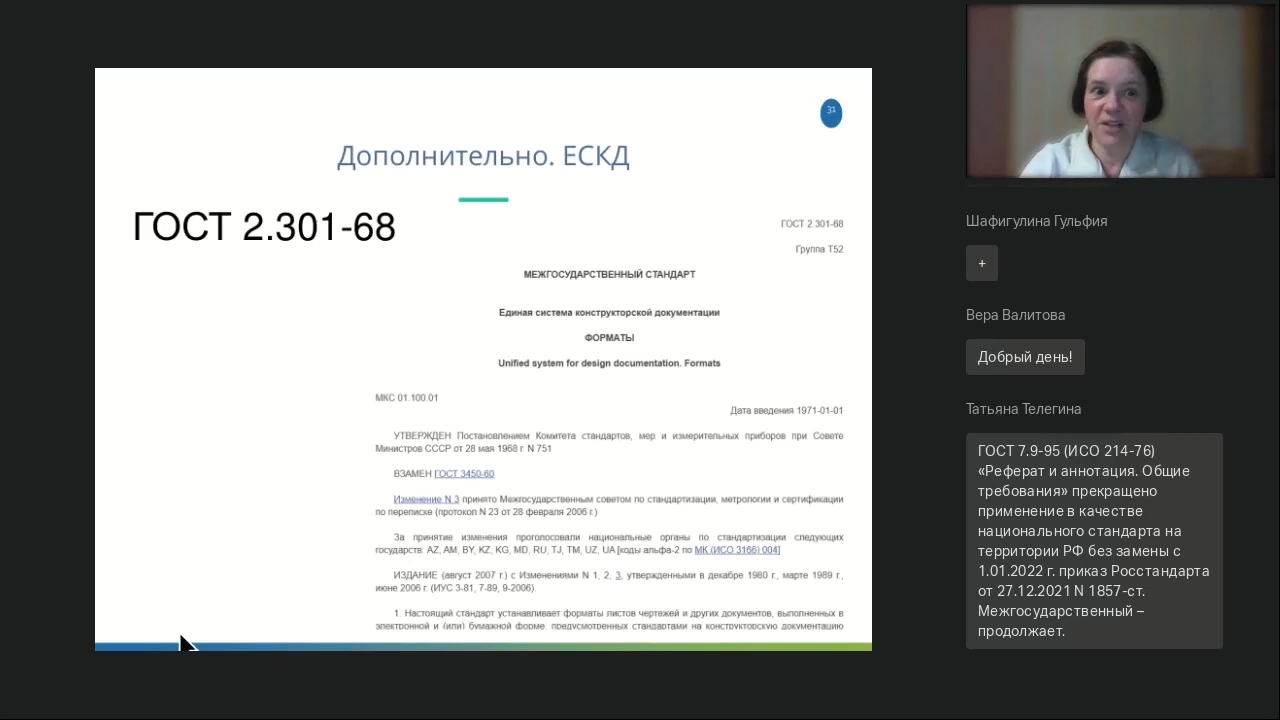 31
Дополнительно. ЕСКД
ГОСТ 2.301-68
ГОСТ 2.301-68
Группа Т52
МЕЖГОСУДАРСТВЕННЫЙ СТАНДАРТ
Единая система конструкторской документации
ФОРМАТЫ
Unified system for design documentation. Formats
МКС 01.100.01
Дата введения 1971-01-01
УТВЕРЖДЕН Постановлением Комитета стандартов, мер и измерительных приборов при Совете
Министров СССР от 28 мая 1968 г. N 751
ВЗАМЕН ГОСТ 3450-60
Изменение N 3 принято Межгосударственным советом по стандартизации, метрологии и сертификации
по переписке (протокол N 23 от 28 февраля 2006 г.)
За принятие изменения проголосовали национальные органы по стандартизации следующих
государств: AZ, AM, BY, KZ, KG, MD, RU, TJ, TM, UZ, UA [коды альфа-2 по МК (ИСО 3166) 004]
ИЗДАНИЕ (август 2007 г.) с Изменениями N 1, 2, 3, утвержденными в декабре 1980 г., марте 1989 г.,
июне 2006 г. (ИУС 3-81, 7-89, 9-2006).
1. Настоящий стандарт устанавливает форматы листов чертежей и других документов, выполненных в
электронной и (или) бумажной форме, предусмотренных стандартами на конструкторскую документацию
Шафигулина Гульфия
+
Вера Валитова
Добрый день!
Татьяна Телегина
ГОСТ 7.9-95 (ИСО 214-76)
«Реферат и аннотация. Общие
требования» прекращено
применение в качестве
национального стандарта на
территории РФ без замены с
1.01.2022 г. приказ Росстандарта
от 27.12.2021 N 1857-ст.
Межгосударственный –
продолжает.